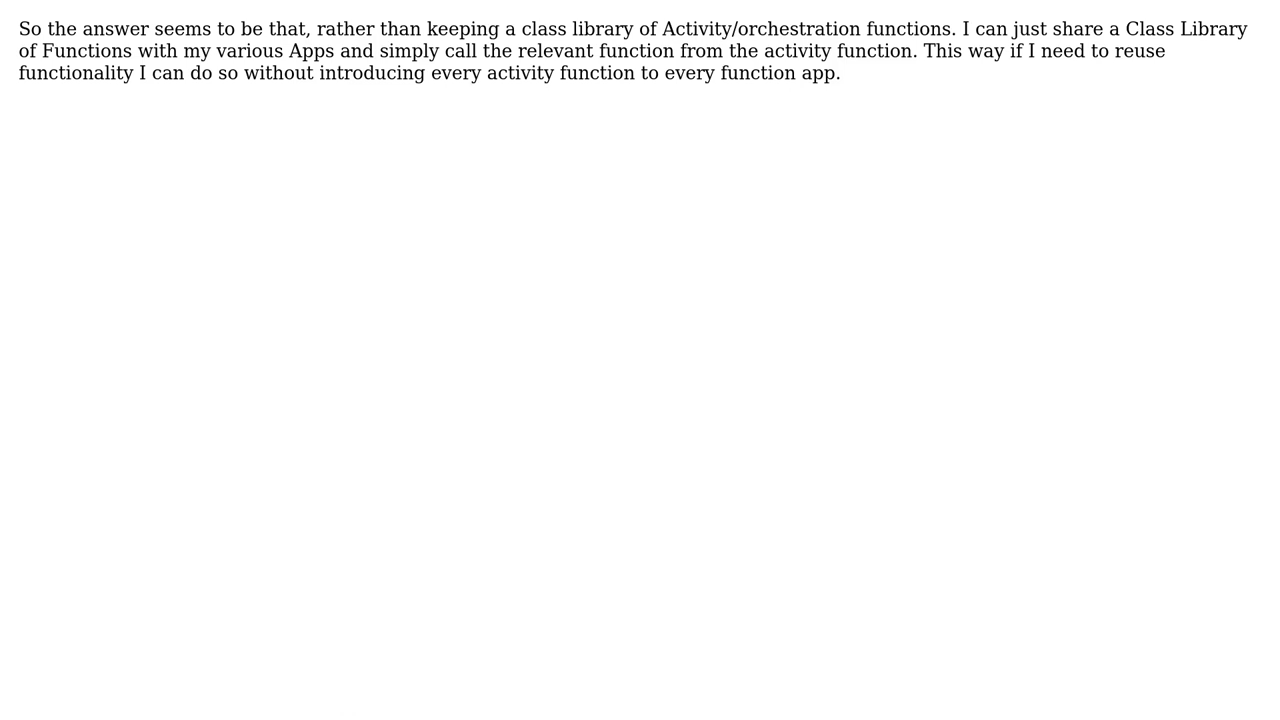 So the answer seems to be that, rather than keeping a class library of Activity/orchestration functions. I can just share a Class Library
of Functions with my various Apps and simply call the relevant function from the activity function. This way if I need to reuse
functionality I can do so without introducing every activity function to every function app.